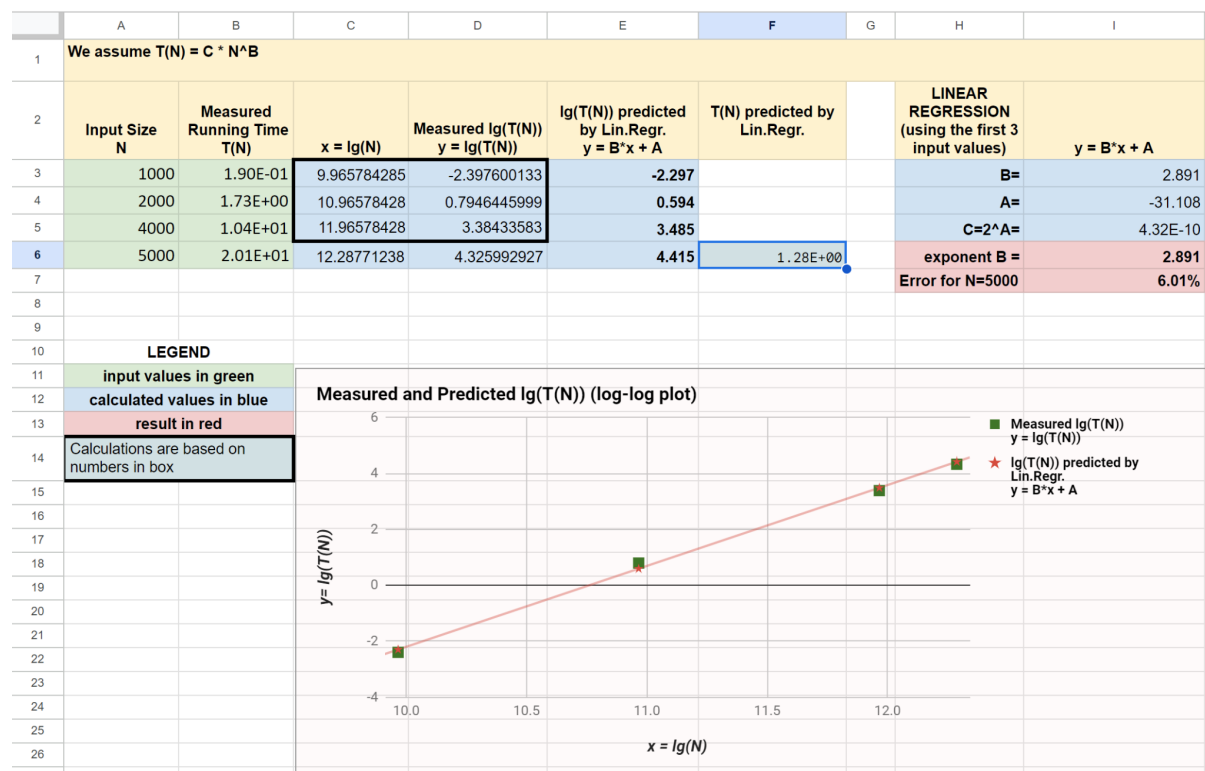 A B C D E F G H I
1 We assume T(N) = C * N^B
2 Input Size N Measured Running Time T(N) x = lg(N) Measured lg(T(N)) y = lg(T(N)) lg(T(N)) predicted by Lin.Regr. y = B*x + A T(N) predicted by Lin.Regr. LINEAR REGRESSION (using the first 3 input values) y = B*x + A
3 1000 1.90E-01 9.965784285 -2.397600133 -2.297 B= 2.891
4 2000 1.73E+00 10.96578428 0.7946445999 0.594 A= -31.108
5 4000 1.04E+01 11.96578428 3.38433583 3.485 C=2^A= 4.32E-10
6 5000 2.01E+01 12.28771238 4.325992927 4.415 1.28E+00 exponent B = 2.891
7 Error for N=5000 6.01%
8
9
10 LEGEND
11 input values in green
12 calculated values in blue
13 result in red
14 Calculations are based on
numbers in box
15
16
17
18
19
20
21
22
23
24
25
26
Measured and Predicted lg(T(N)) (log-log plot)
6
4
2
0
-2
-4
y= lg(T(N))
10.0 10.5 11.0 11.5 12.0
x = lg(N)
Measured lg(T(N))
y = lg(T(N))
lg(T(N)) predicted by
Lin.Regr.
y = B*x + A